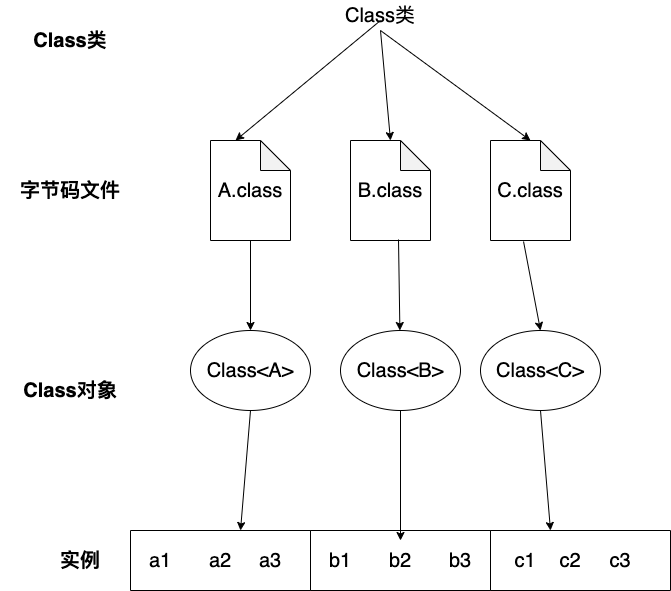 Class类
Class类
字节码文件
A.class
B.class
C.class
Class对象
Class<A>
Class<B>
Class<C>
实例
a1 a2 a3
b1 b2 b3
c1 c2 c3